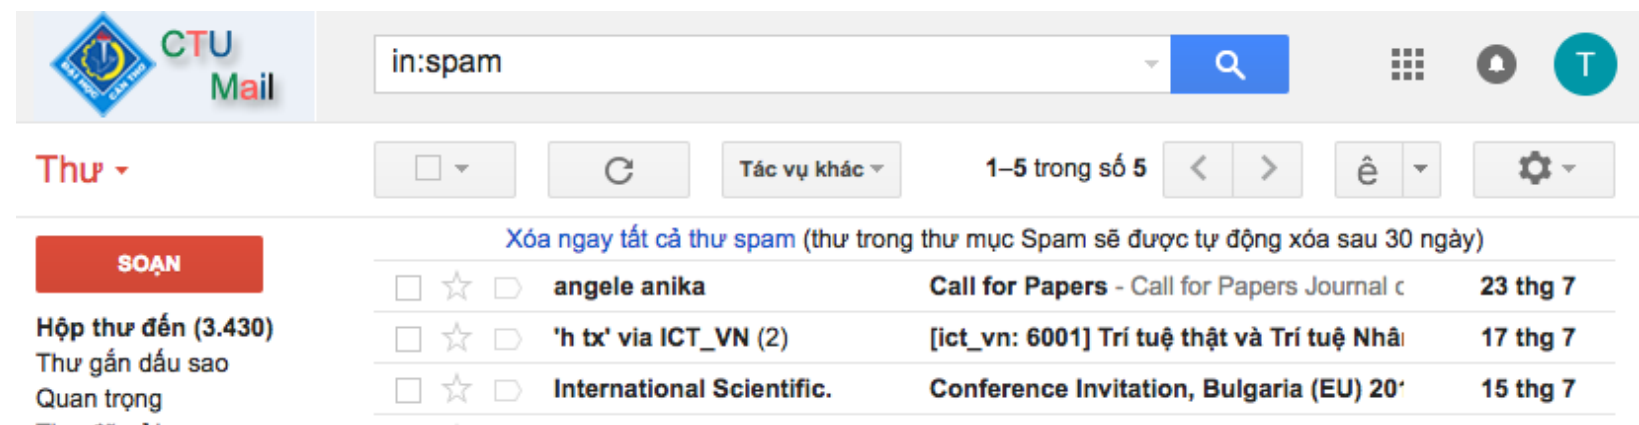 CTU
Mail
ĐẠI HỌC CẦN THƠ
in:spam
T
Thư
Tác vụ khác
1–5 trong số 5
ê
SOẠN
Xóa ngay tất cả thư spam (thư trong thư mục Spam sẽ được tự động xóa sau 30 ngày)
angele anika Call for Papers - Call for Papers Journal 23 thg 7
Hộp thư đến (3.430)
'h tx' via ICT_VN (2) [ict_vn: 6001] Trí tuệ thật và Trí tuệ 17 thg 7
Thư gắn dấu sao
Quan trọng
International Scientific. Conference Invitation, Bulgaria (EU) 15 thg 7